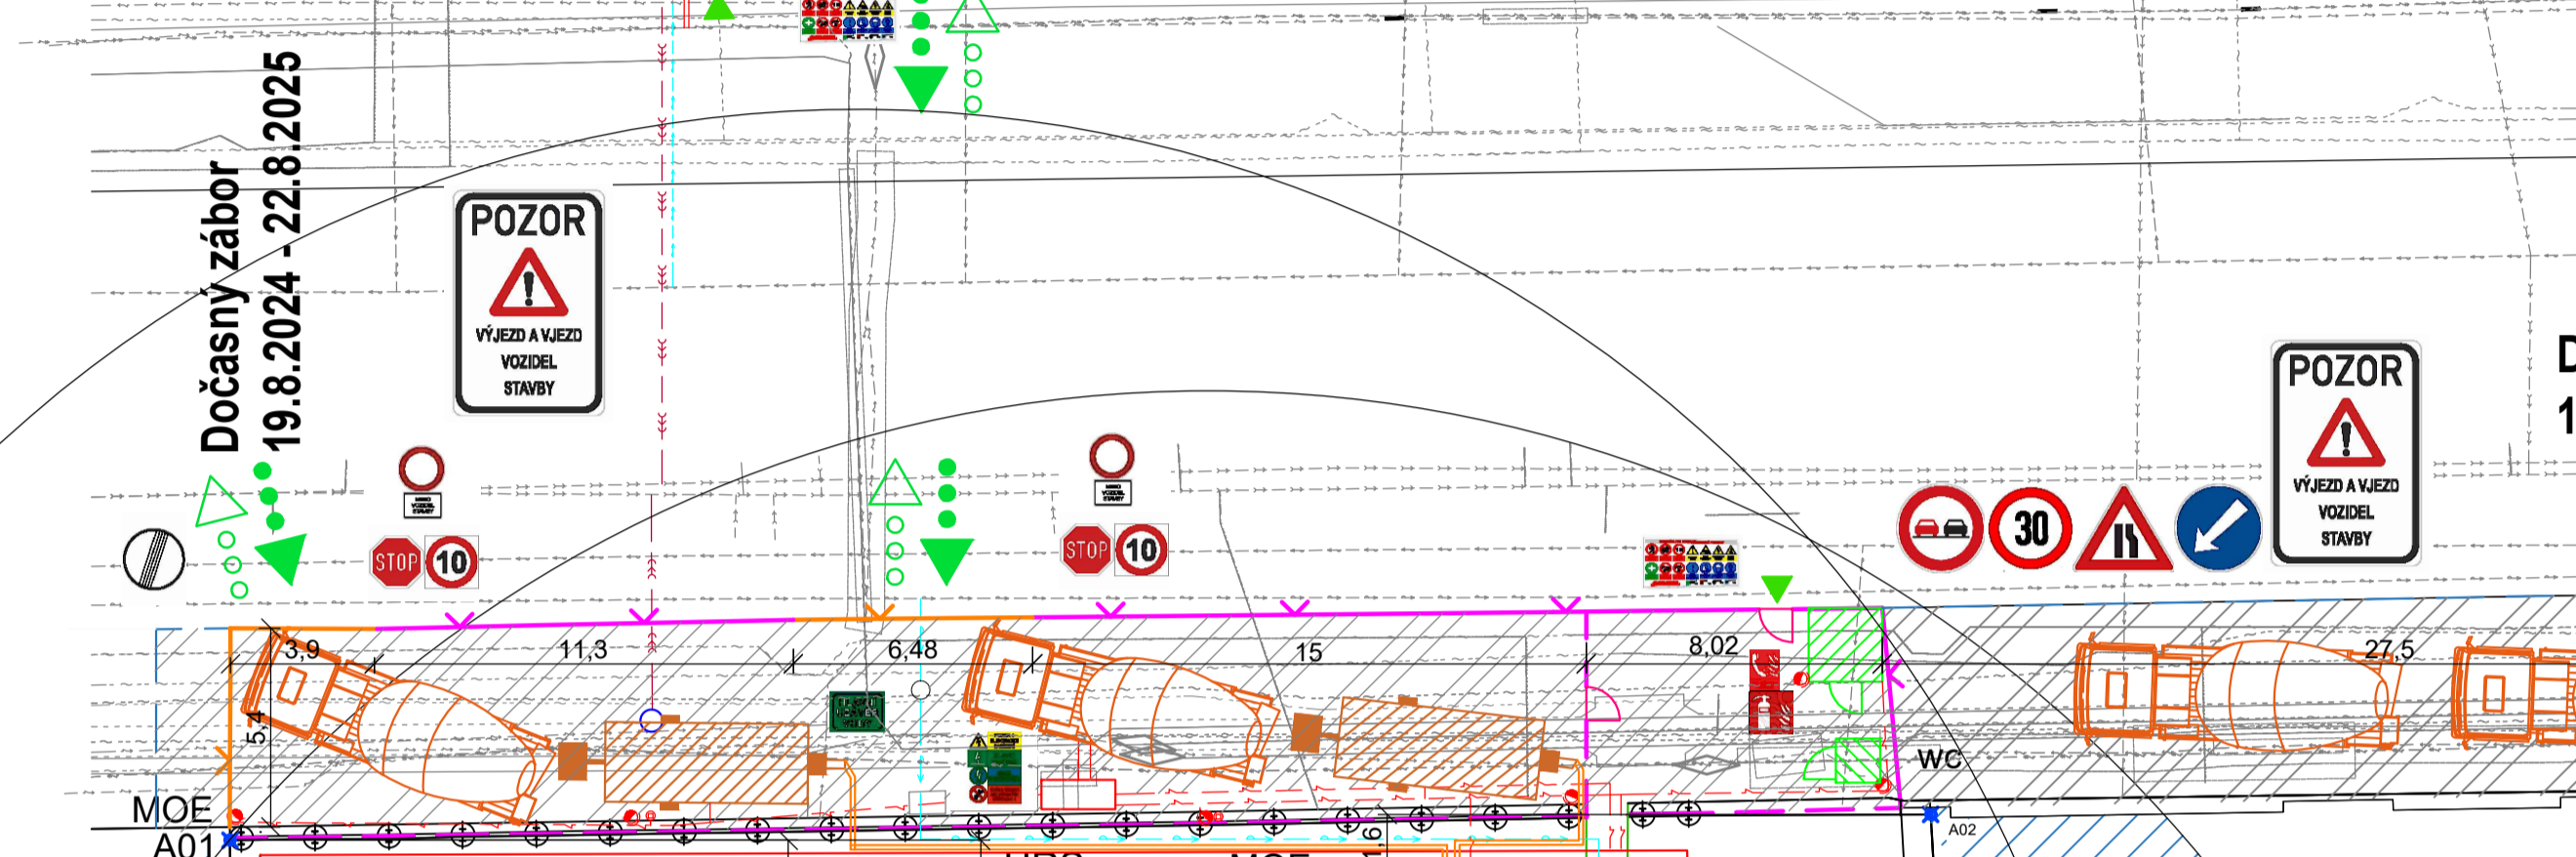 Dočasný zábor
19.8.2024 - 22.8.2025
POZOR
VÝJEZD A VJEZD
VOZIDEL
STAVBY
POZOR
VÝJEZD A VJEZD
VOZIDEL
STAVBY
STOP
10
STOP
10
30
3,9
11,3
6,48
15
8,02
27,5
5,4
WC
MOE
A01
A02